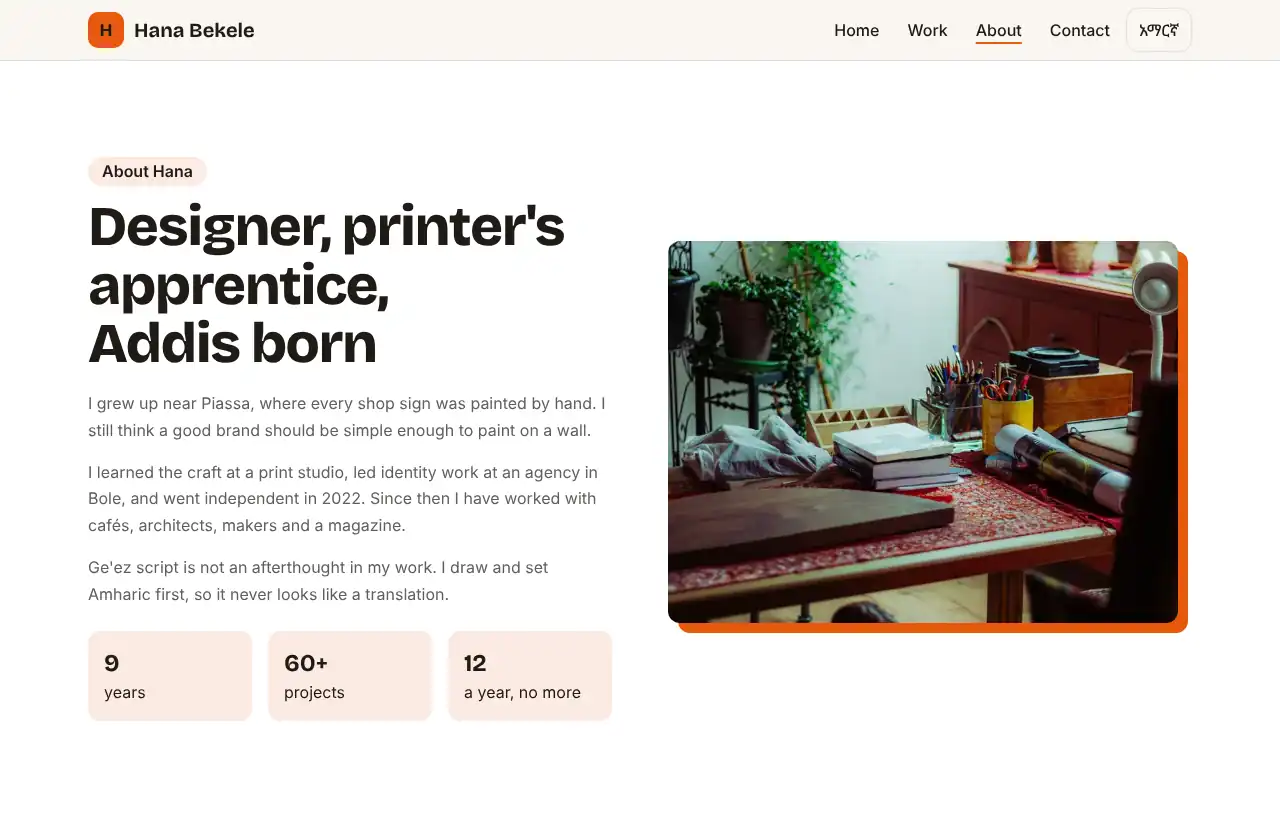 H
Hana Bekele
Home
Work
About
Contact
አማርኛ
About Hana
Designer, printer's
apprentice,
Addis born
I grew up near Piassa, where every shop sign was painted by hand. I
still think a good brand should be simple enough to paint on a wall.
I learned the craft at a print studio, led identity work at an agency in
Bole, and went independent in 2022. Since then I have worked with
cafés, architects, makers and a magazine.
Ge'ez script is not an afterthought in my work. I draw and set
Amharic first, so it never looks like a translation.
9
years
60+
projects
12
a year, no more